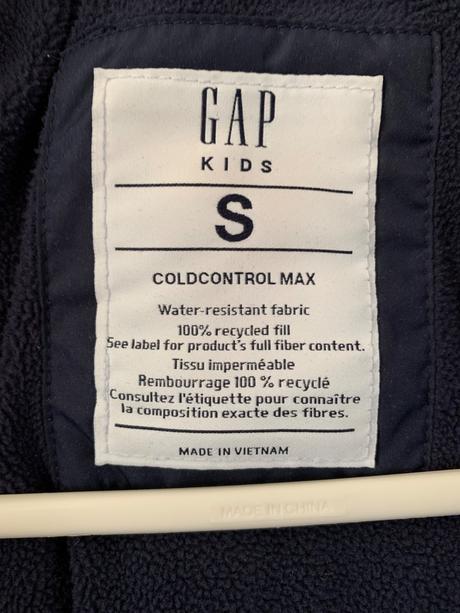 GAP
KIDS
S
COLDCONTROL MAX
Water-resistant fabric
100% recycled fill
See label for product's full fiber content.
Tissu imperméable
Rembourrage 100 % recyclé
Consultez l'étiquette pour connaître
la composition exacte des fibres.
MADE IN VIETNAM
MADE IN CHINA